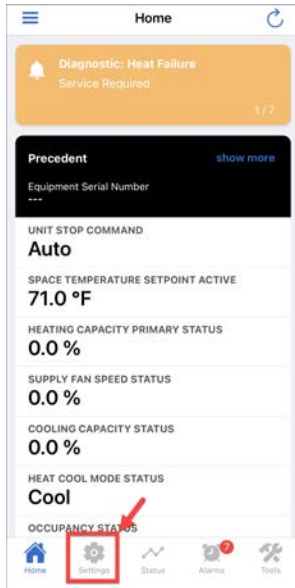 Home
Diagnostic: Heat Failure
Service Required
1/7
Precedent show more
Equipment Serial Number
---
UNIT STOP COMMAND
Auto
SPACE TEMPERATURE SETPOINT ACTIVE
71.0 °F
HEATING CAPACITY PRIMARY STATUS
0.0 %
SUPPLY FAN SPEED STATUS
0.0 %
COOLING CAPACITY STATUS
0.0 %
HEAT COOL MODE STATUS
Cool
OCCUPANCY STATUS
7
Home Settings Status Alarms Tools